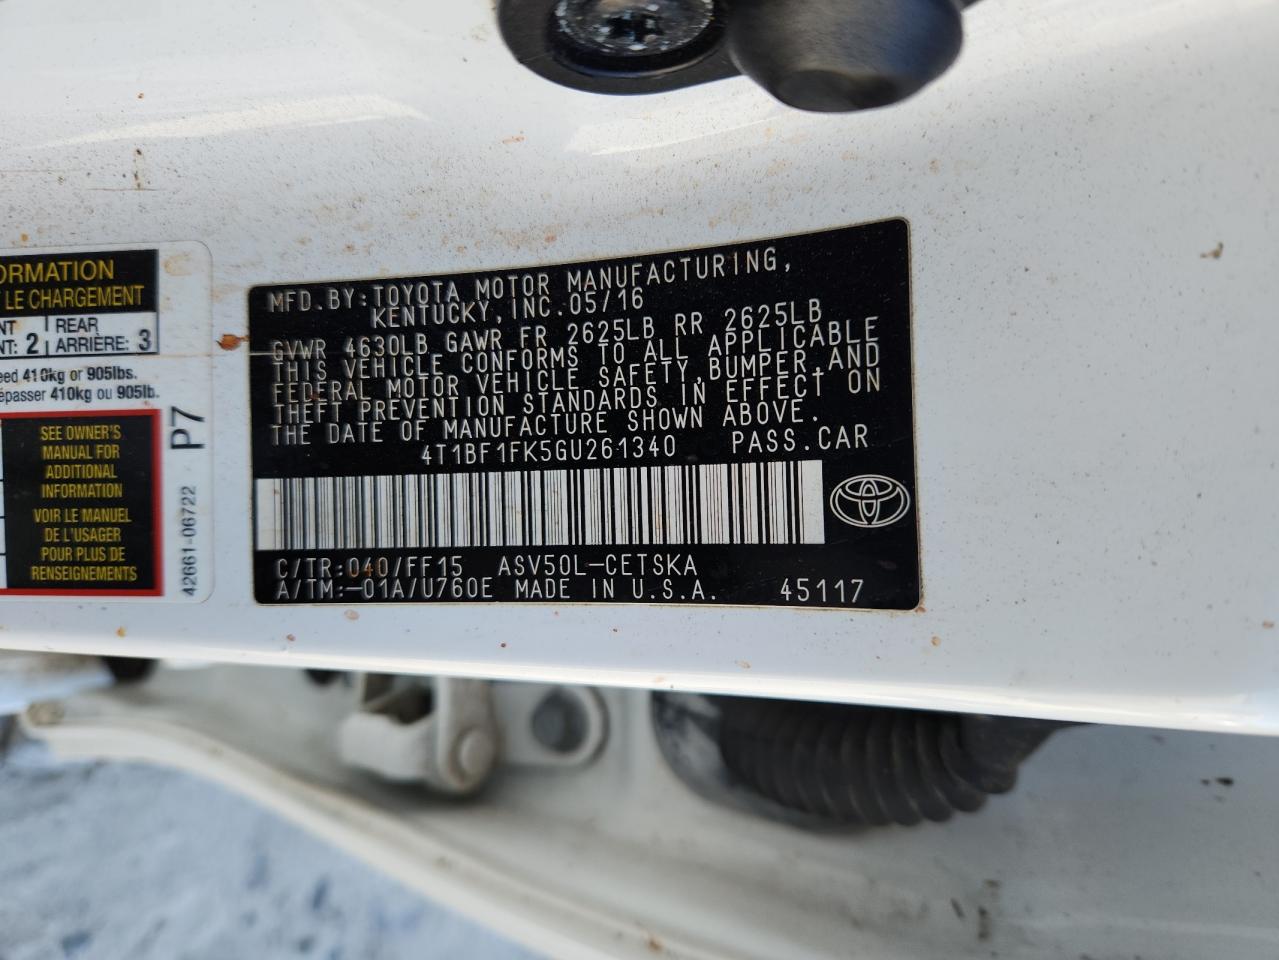 ORMATION
LE CHARGEMENT
NT 2 REAR
NT: ARRIÈRE: 3
eed 410kg or 905lbs.
épasser 410kg ou 905lb.
SEE OWNER'S
MANUAL FOR
ADDITIONAL
INFORMATION
VOIR LE MANUEL
DE L'USAGER
POUR PLUS DE
RENSEIGNEMENTS
P7
42661-06722
MFD.BY:TOYOTA MOTOR MANUFACTURING,
KENTUCKY,INC.05/16
GVWR 4630LB GAWR FR 2625LB RR 2625LB
THIS VEHICLE CONFORMS TO ALL APPLICABLE
FEDERAL MOTOR VEHICLE SAFETY,BUMPER,AND
THEFT PREVENTION STANDARDS IN EFFECT ON
THE DATE OF MANUFACTURE SHOWN ABOVE.
4T1BF1FK5GU261340 PASS.CAR
C/TR:040/FF15 ASV50L-CETSKA
A/TM:-01A/U760E MADE IN U.S.A. 45117